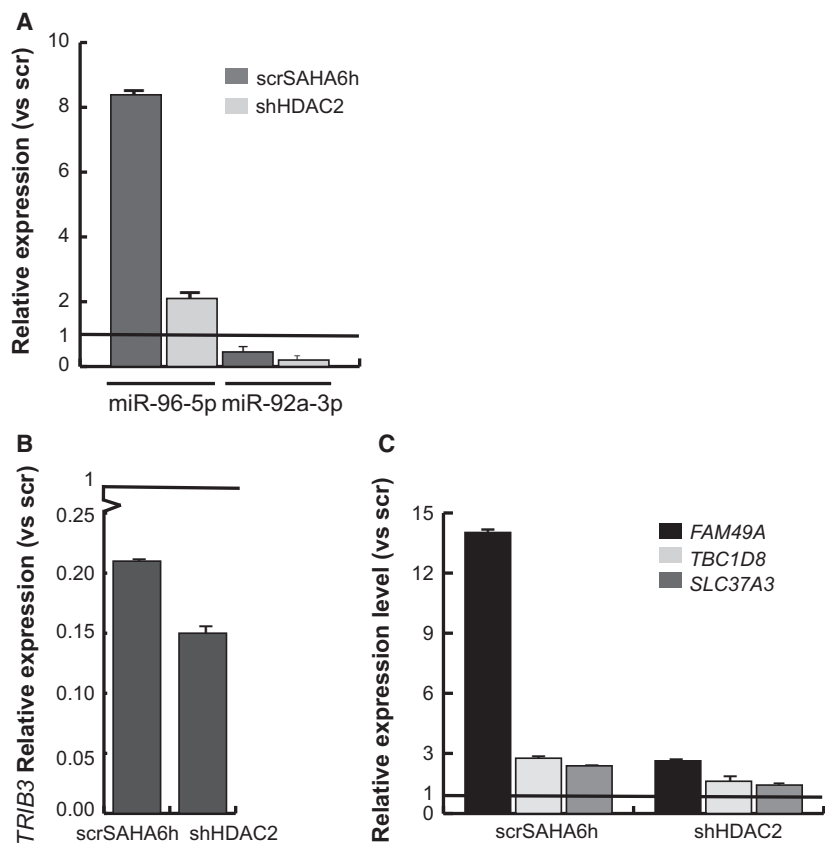 A
Relative expression (vs scr)
10
8
6
4
2
1
0
scrSAHA6h
shHDAC2
miR-96-5p miR-92a-3p
B
TRIB3 Relative expression (vs scr)
1
0.25
0.20
0.15
0.10
0.05
0.00
scrSAHA6h shHDAC2
C
Relative expression level (vs scr)
15
12
9
6
3
1
0
FAM49A
TBC1D8
SLC37A3
scrSAHA6h shHDAC2